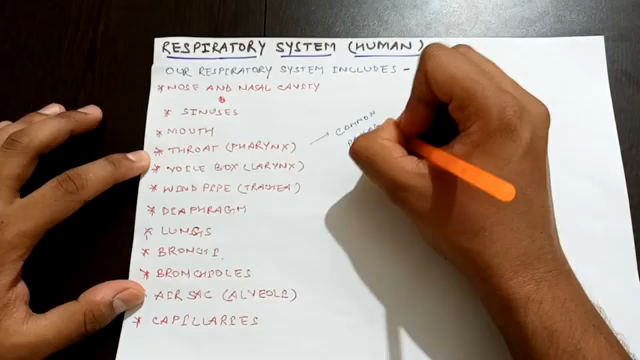 RESPIRATORY SYSTEM (HUMAN)
OUR RESPIRATORY SYSTEM INCLUDES -
* NOSE AND NASAL CAVITY
* SINUSES
* MOUTH
* THROAT (PHARYNX) → COMMON
* VOICE BOX (LARYNX)
* WIND PIPE (TRACHEA)
* DIAPHRAGM
* LUNGS
* BRONCHI
* BRONCHIOLES
* AIR SAC (ALVEOLI)
* CAPILLARIES